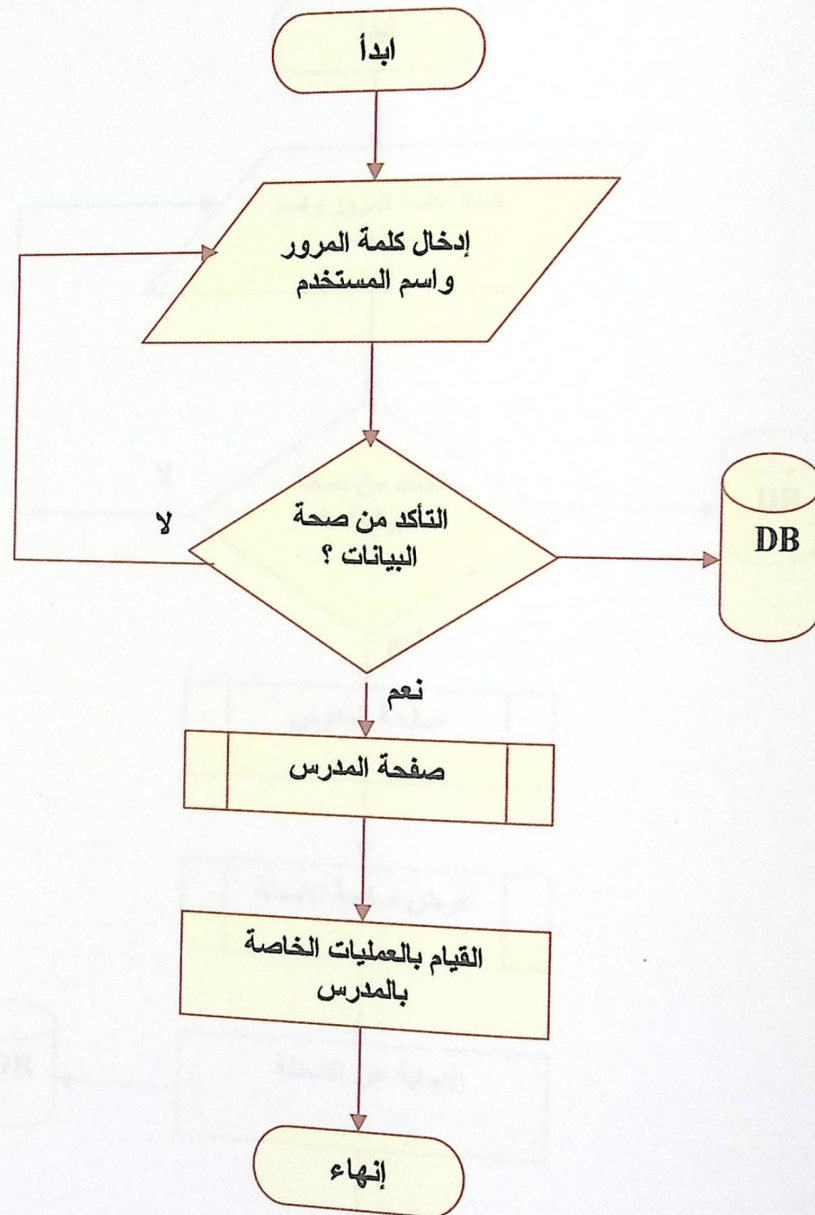 ابدأ
إدخال كلمة المرور
واسم المستخدم
التأكد من صحة
البيانات ؟
لا
DB
نعم
صفحة المدرس
القيام بالعمليات الخاصة
بالمدرس
إنهاء